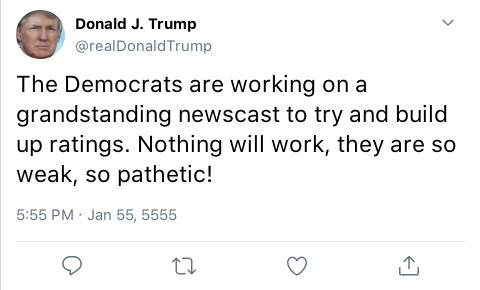 Donald J. Trump
@realDonaldTrump
The Democrats are working on a
grandstanding newscast to try and build
up ratings. Nothing will work, they are so
weak, so pathetic!
5:55 PM · Jan 55, 5555